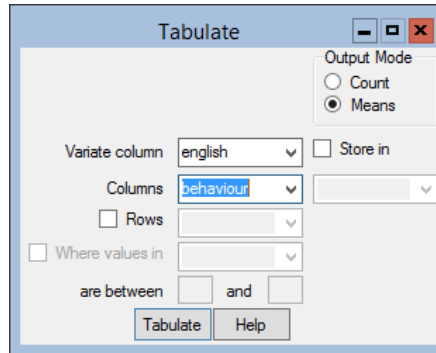 Tabulate
Output Mode
Count
Means
Variate column english Store in
Columns behaviour
Rows
Where values in
are between and
Tabulate Help